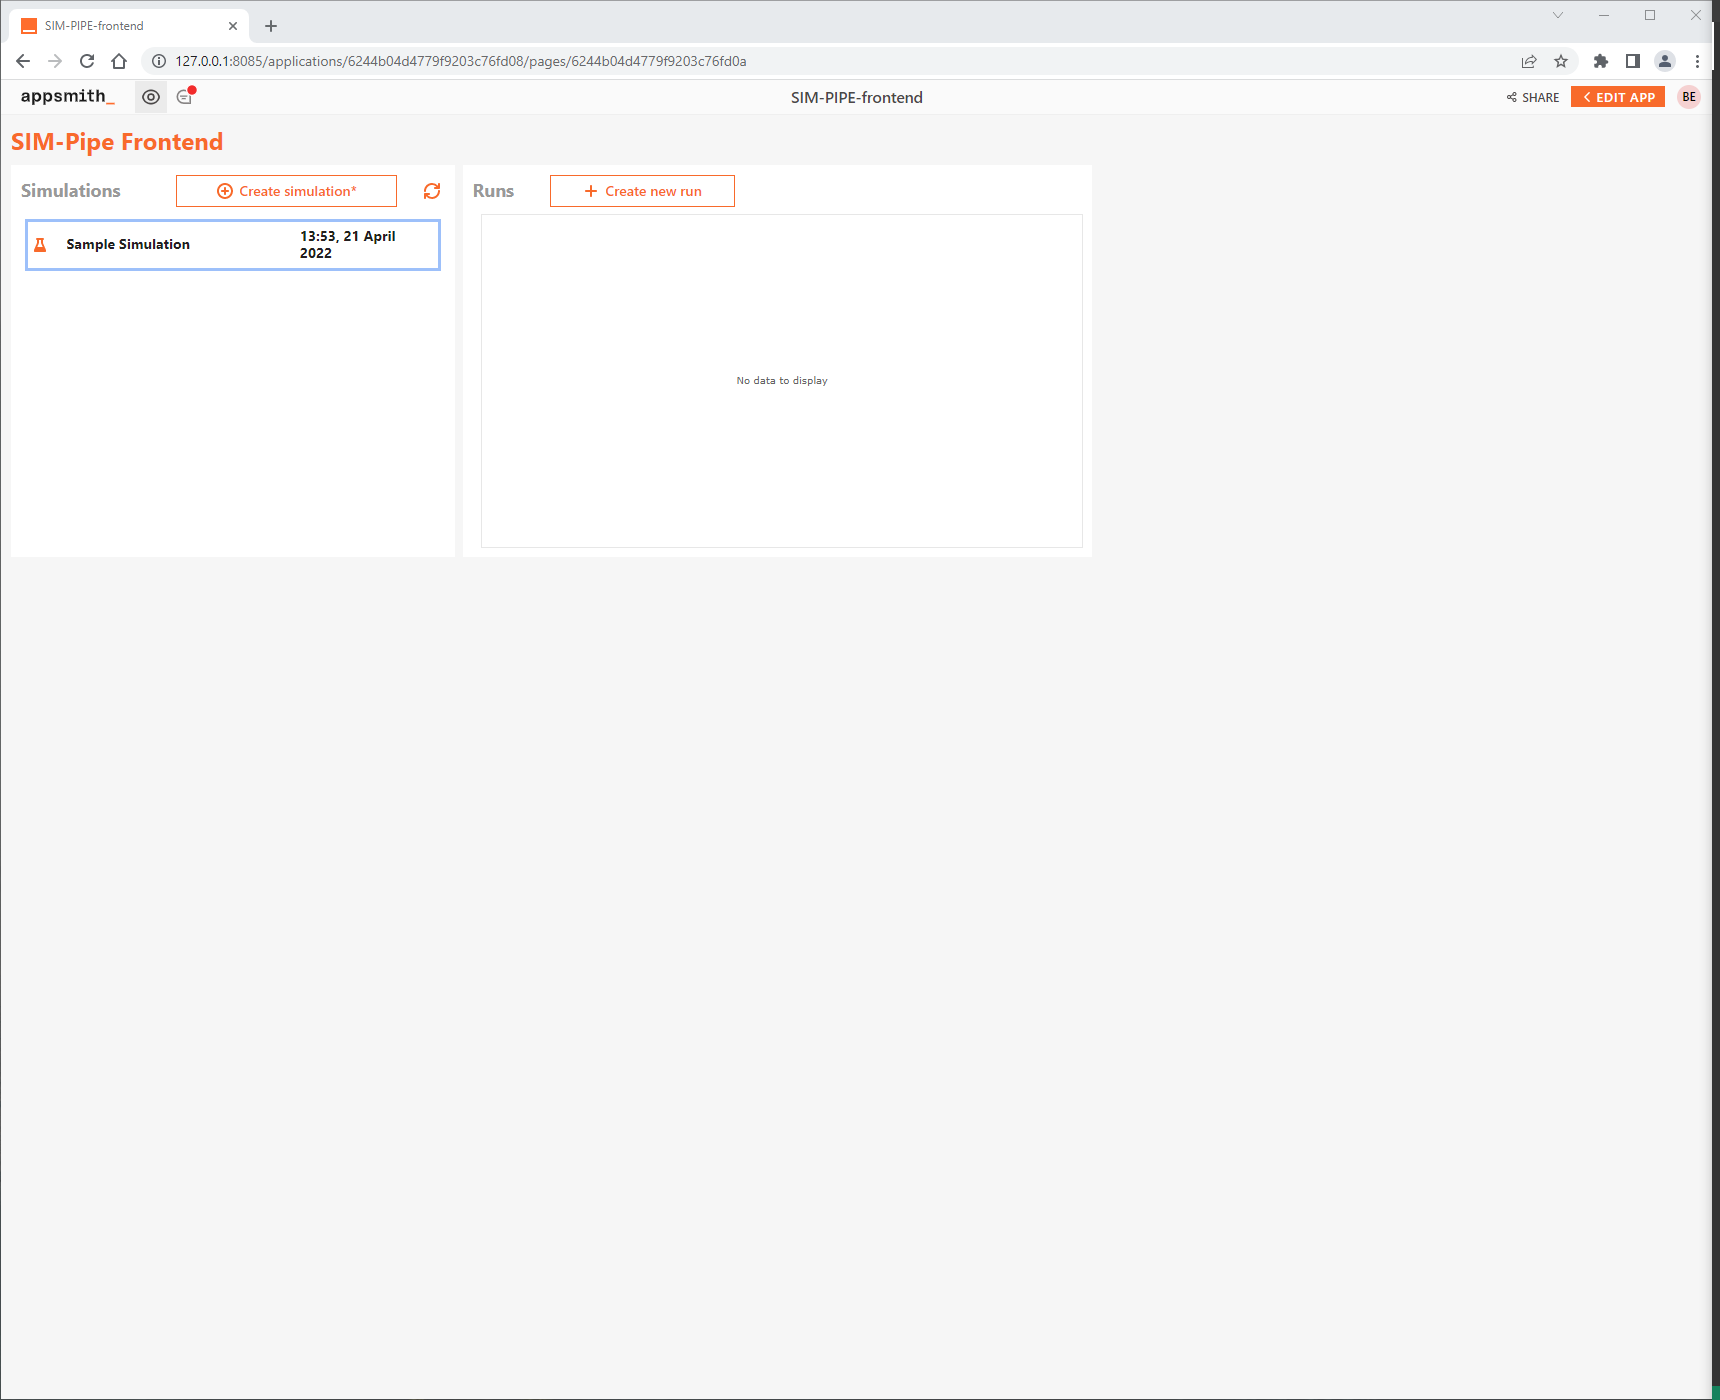 SIM-PIPE-frontend
127.0.0.1:8085/applications/6244b04d4779f9203c76fd08/pages/6244b04d4779f9203c76fd0a
appsmith_
SIM-PIPE-frontend
SHARE
EDIT APP
BE
SIM-Pipe Frontend
Simulations
Create simulation*
Sample Simulation
13:53, 21 April
2022
Runs
Create new run
No data to display